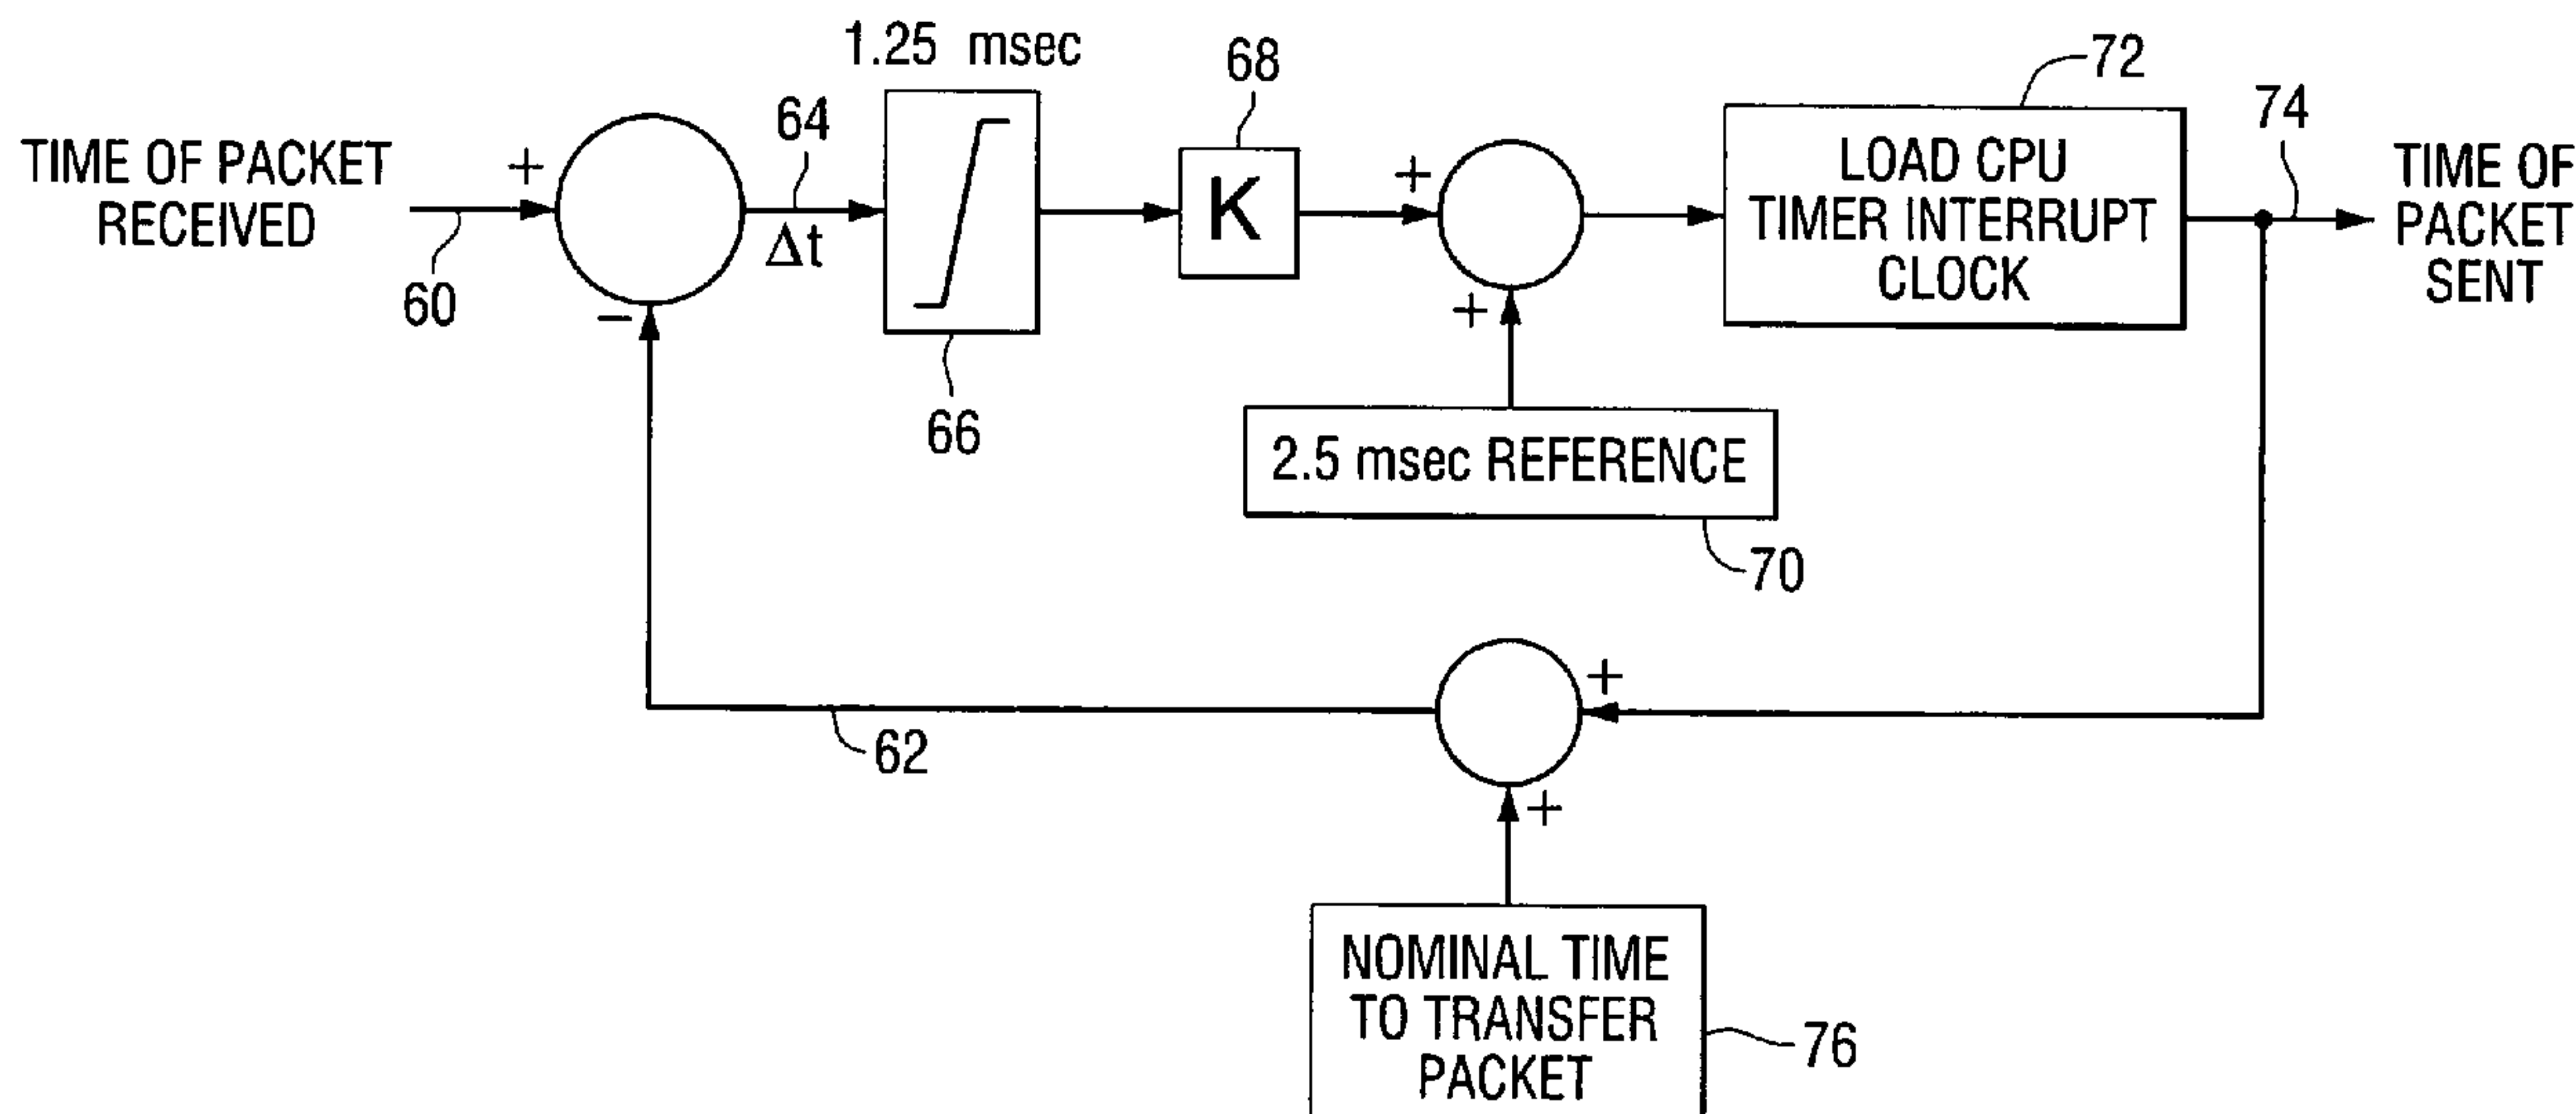 1.25 msec
68
72
74
64
TIME OF PACKET
RECEIVED
+
60
−
Δt
66
K
+
+
LOAD CPU
TIMER INTERRUPT
CLOCK
TIME OF
PACKET
SENT
2.5 msec REFERENCE
70
62
+
+
NOMINAL TIME
TO TRANSFER
PACKET
76